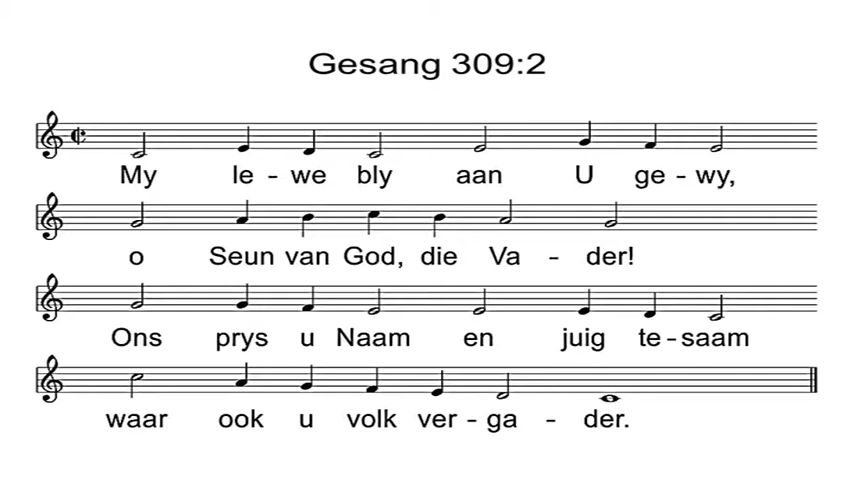 Gesang 309:2
My le-we bly aan U ge-wy,
o Seun van God, die Va-der!
Ons prys u Naam en juig te-saam
waar ook u volk ver-ga-der.